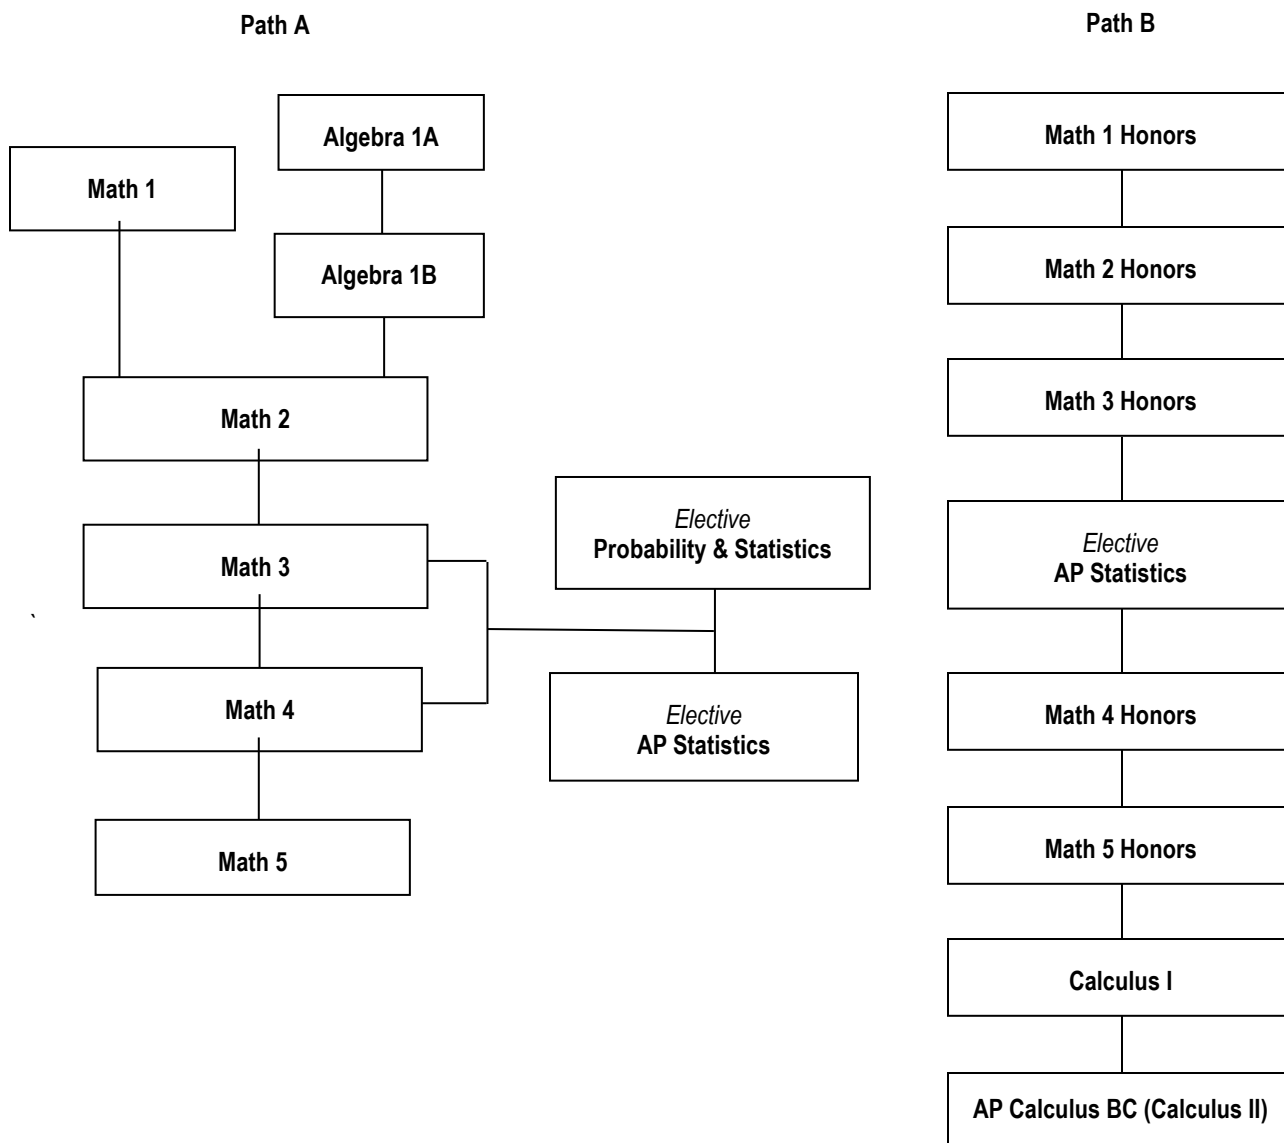 Path A
Algebra 1A
Math 1
Algebra 1B
Math 2
Elective
Probability & Statistics
Math 3
`
Math 4
Elective
AP Statistics
Math 5
Path B
Math 1 Honors
Math 2 Honors
Math 3 Honors
Elective
AP Statistics
Math 4 Honors
Math 5 Honors
Calculus I
AP Calculus BC (Calculus II)